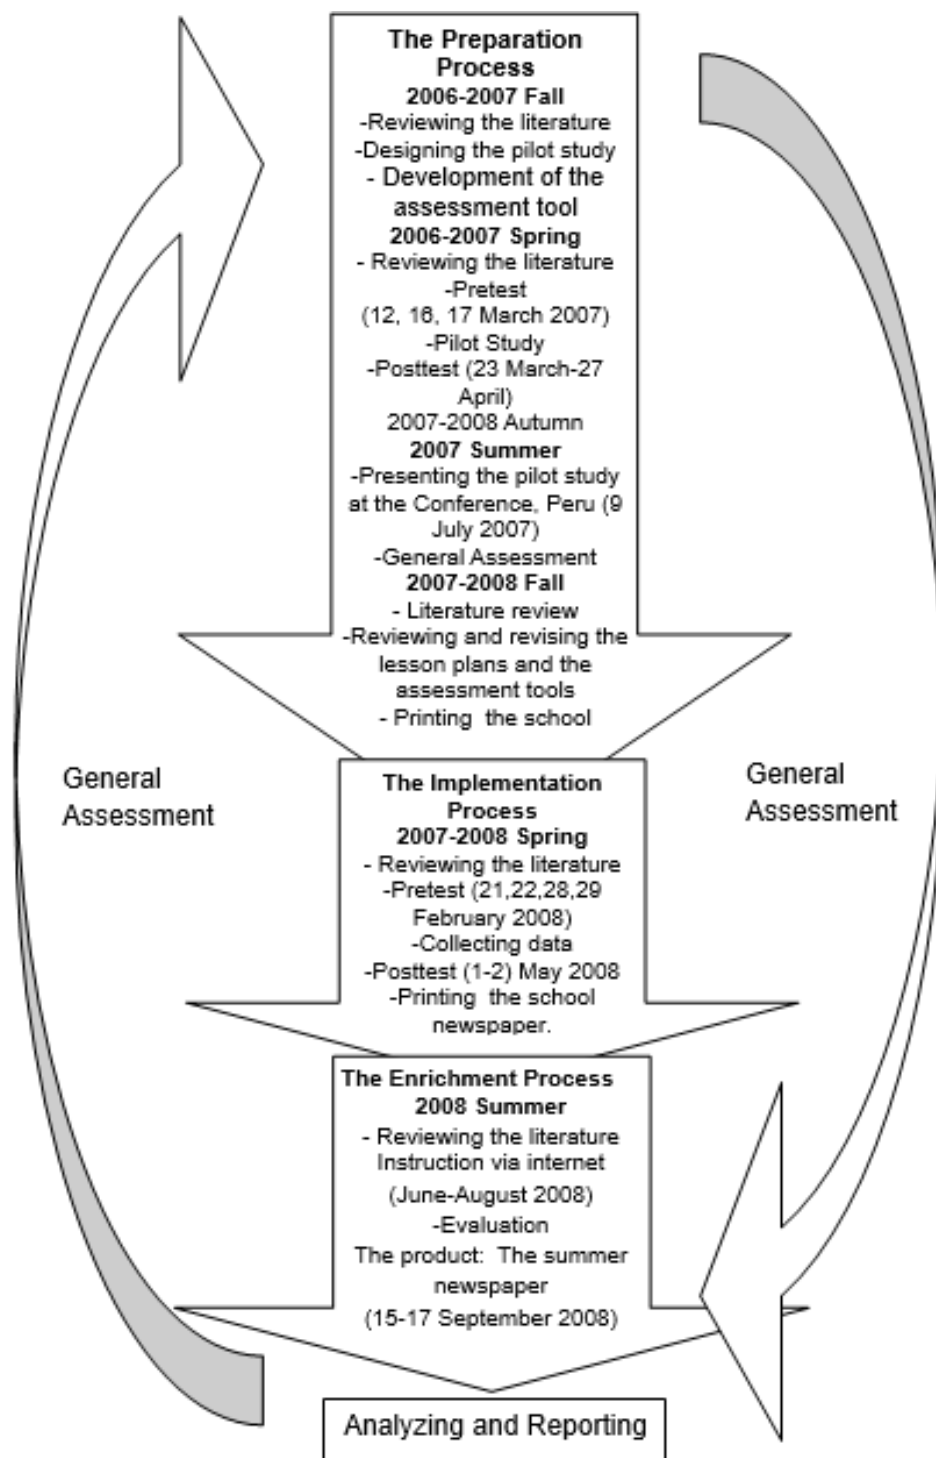 The Preparation
Process
2006-2007 Fall
-Reviewing the literature
-Designing the pilot study
- Development of the
assessment tool
2006-2007 Spring
- Reviewing the literature
-Pretest
(12, 16, 17 March 2007)
-Pilot Study
-Posttest (23 March-27
April)
2007-2008 Autumn
2007 Summer
-Presenting the pilot study
at the Conference, Peru (9
July 2007)
-General Assessment
2007-2008 Fall
- Literature review
-Reviewing and revising the
lesson plans and the
assessment tools
- Printing the school
General
Assessment
General
Assessment
The Implementation
Process
2007-2008 Spring
- Reviewing the literature
-Pretest (21,22,28,29
February 2008)
-Collecting data
-Posttest (1-2) May 2008
-Printing the school
newspaper.
The Enrichment Process
2008 Summer
- Reviewing the literature
Instruction via internet
(June-August 2008)
-Evaluation
The product: The summer
newspaper
(15-17 September 2008)
Analyzing and Reporting